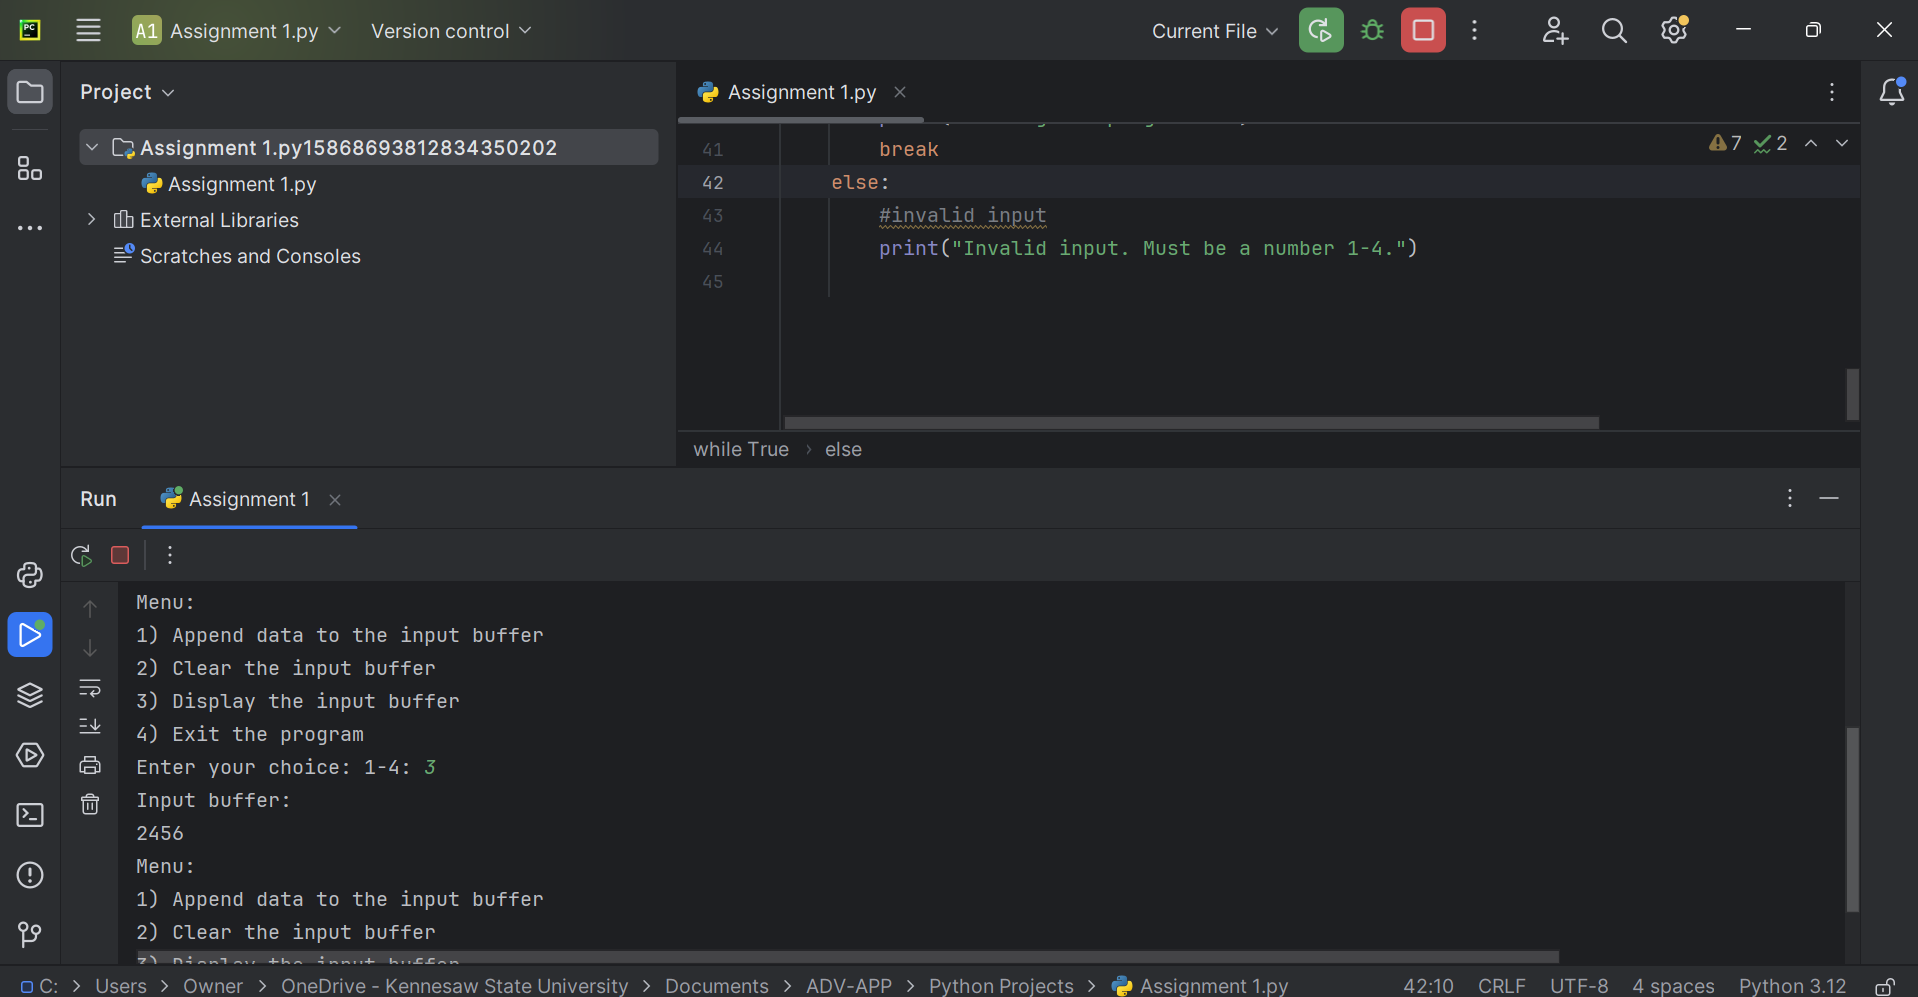 PC
A1 Assignment 1.py Version control Current File
Project
Assignment 1.py15868693812834350202
Assignment 1.py
External Libraries
Scratches and Consoles
Assignment 1.py
41 break
42 else:
43 #invalid input
44 print("Invalid input. Must be a number 1-4.")
45
7 2
while True > else
Run Assignment 1
Menu:
1) Append data to the input buffer
2) Clear the input buffer
3) Display the input buffer
4) Exit the program
Enter your choice: 1-4: 3
Input buffer:
2456
Menu:
1) Append data to the input buffer
2) Clear the input buffer
3) Display the input buffer
C: > Users > Owner > OneDrive - Kennesaw State University > Documents > ADV-APP > Python Projects > Assignment 1.py 42:10 CRLF UTF-8 4 spaces Python 3.12